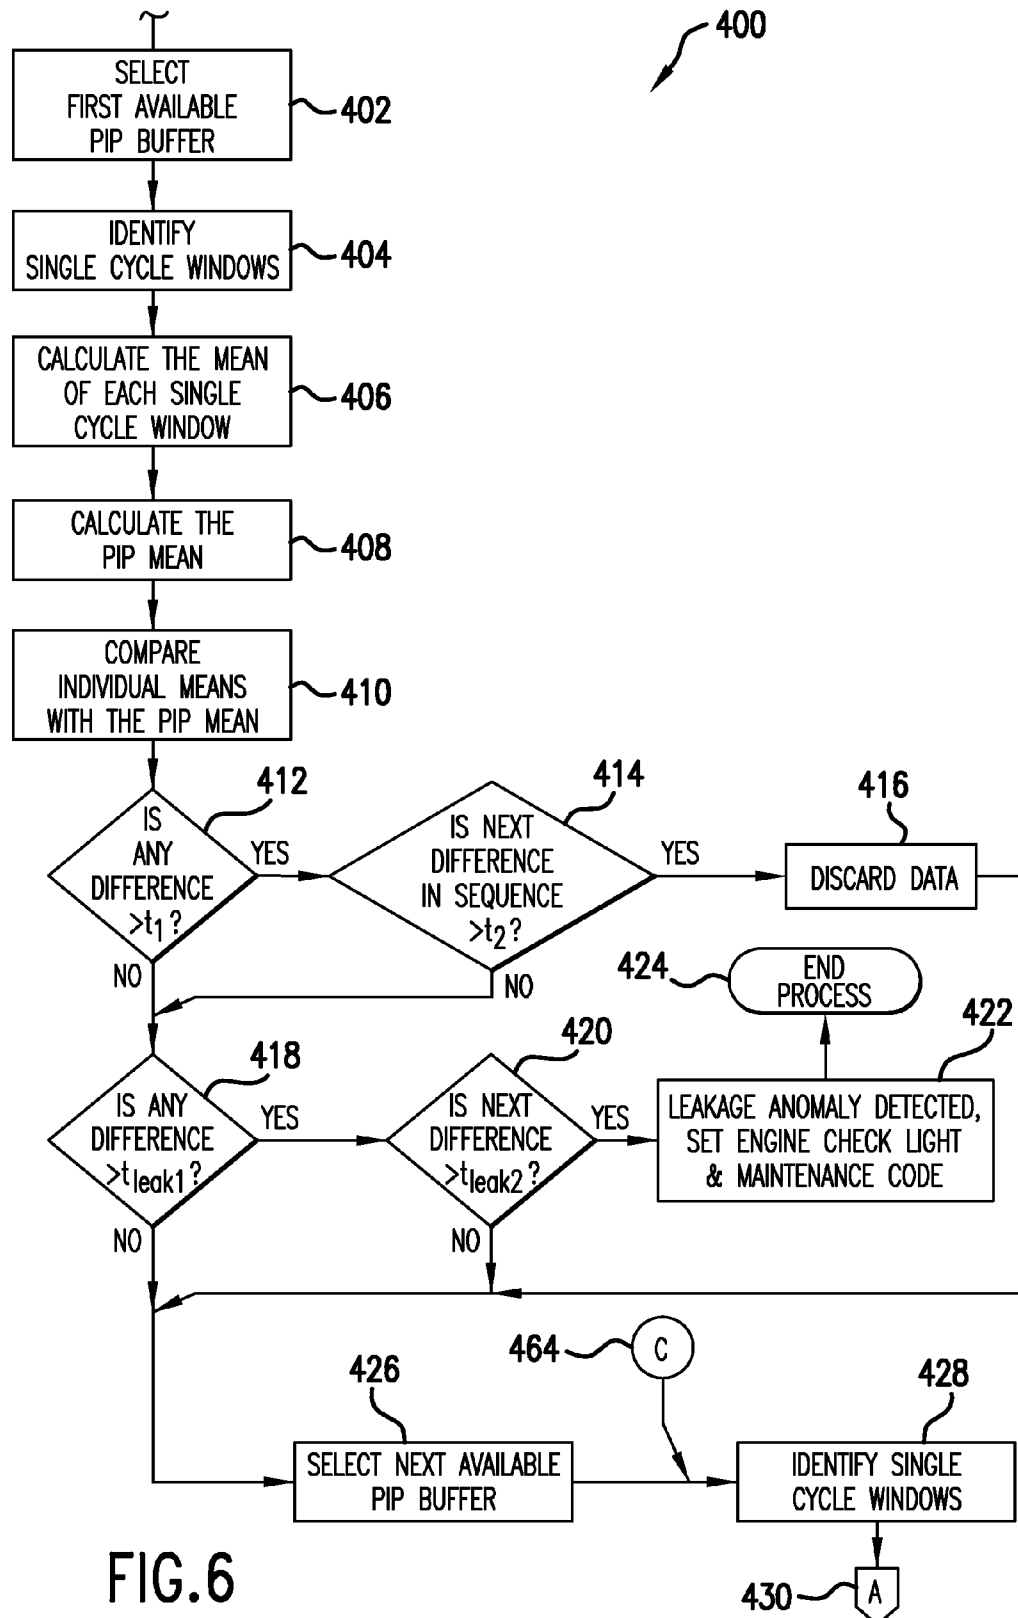 400
SELECT
FIRST AVAILABLE
PIP BUFFER
402
IDENTIFY
SINGLE CYCLE WINDOWS
404
CALCULATE THE MEAN
OF EACH SINGLE
CYCLE WINDOW
406
CALCULATE THE
PIP MEAN
408
COMPARE
INDIVIDUAL MEANS
WITH THE PIP MEAN
410
412
IS
ANY
DIFFERENCE
>t1?
YES
NO
414
IS NEXT
DIFFERENCE
IN SEQUENCE
>t2?
YES
NO
416
DISCARD DATA
424
END
PROCESS
418
IS ANY
DIFFERENCE
>tleak1?
YES
NO
420
IS NEXT
DIFFERENCE
>tleak2?
YES
NO
422
LEAKAGE ANOMALY DETECTED,
SET ENGINE CHECK LIGHT
& MAINTENANCE CODE
464
C
426
SELECT NEXT AVAILABLE
PIP BUFFER
428
IDENTIFY SINGLE
CYCLE WINDOWS
430
A
FIG.6